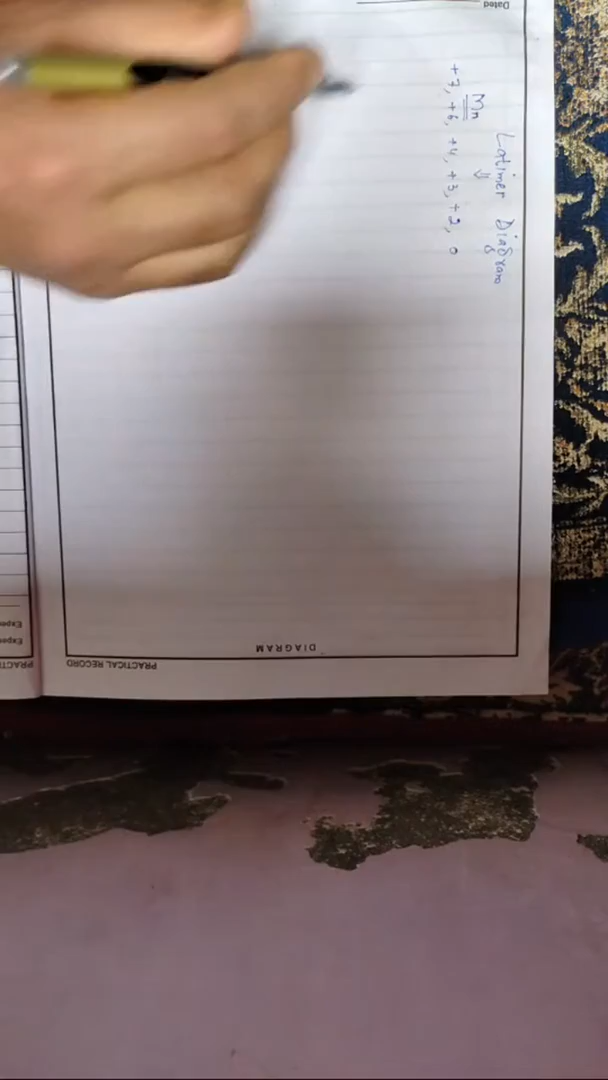 Dated
Latimer Diagram
⇓
Mn
+7, +6, +4, +3, +2, 0
DIAGRAM
PRACTICAL RECORD